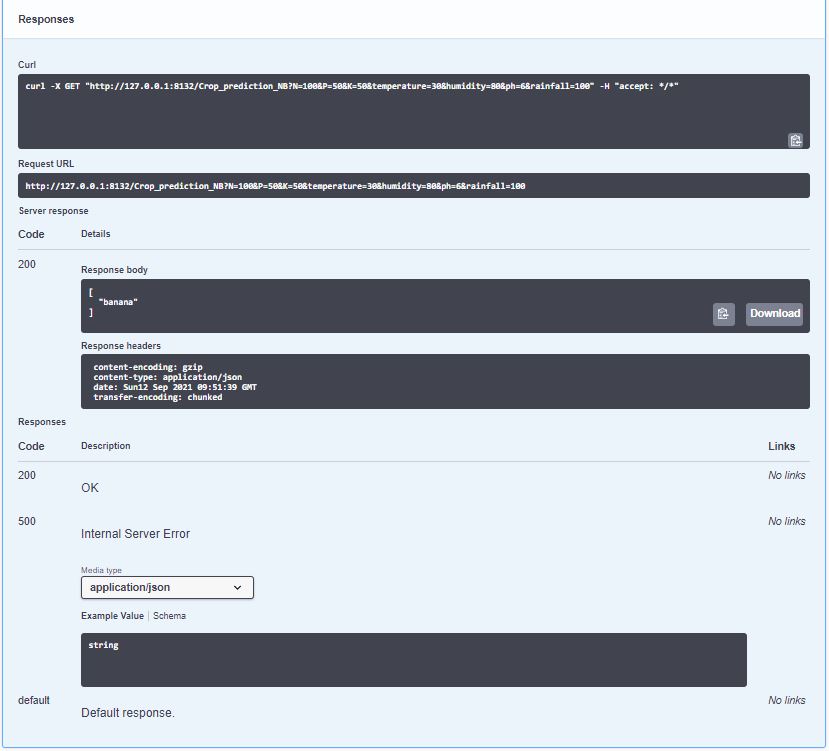 Responses
Curl
curl -X GET "http://127.0.0.1:8132/Crop_prediction_NB?N=100&P=50&K=50&temperature=30&humidity=80&ph=6&rainfall=100" -H "accept: */*"
Request URL
http://127.0.0.1:8132/Crop_prediction_NB?N=100&P=50&K=50&temperature=30&humidity=80&ph=6&rainfall=100
Server response
Code Details
200
Response body
[
"banana"
]
Download
Response headers
content-encoding: gzip
content-type: application/json
date: Sun12 Sep 2021 09:51:39 GMT
transfer-encoding: chunked
Responses
Code Description Links
200 No links
OK
500 No links
Internal Server Error
Media type
application/json
Example Value | Schema
string
default No links
Default response.